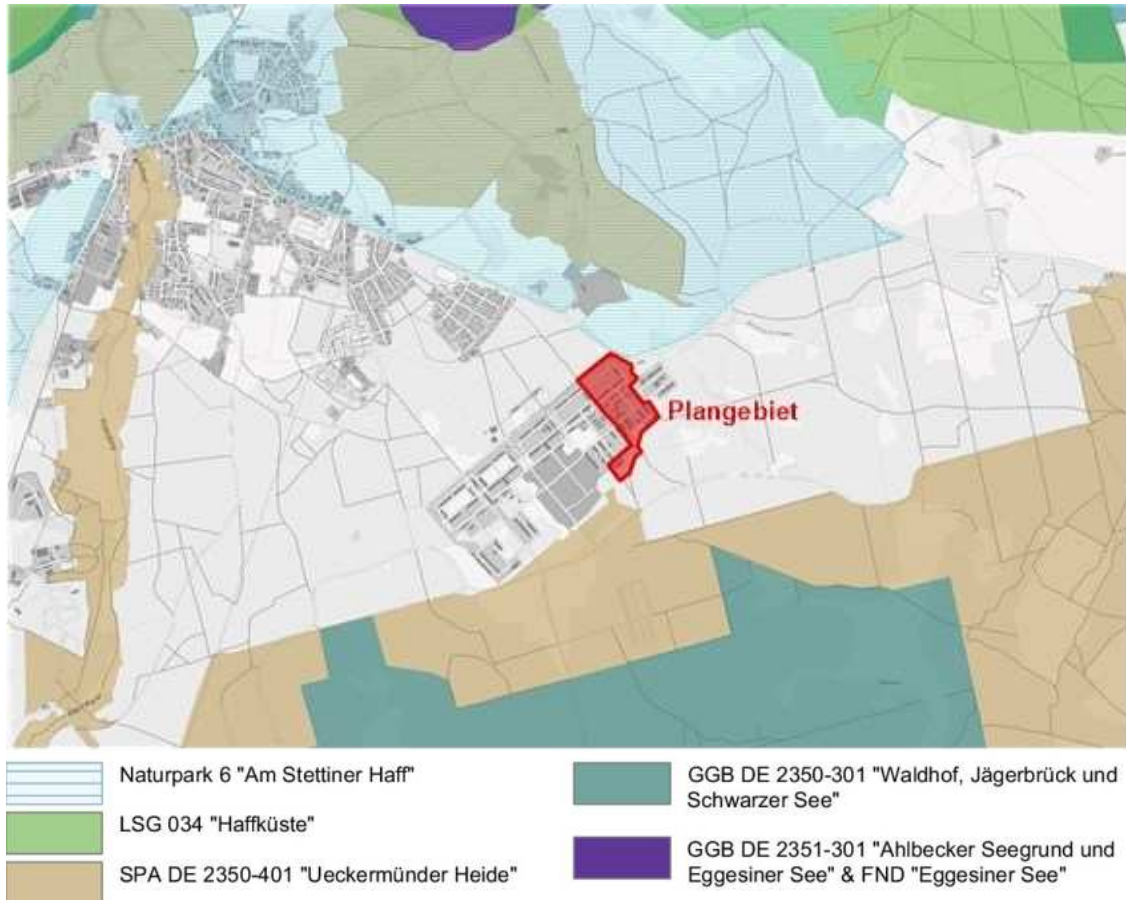 Plangebiet
Naturpark 6 "Am Stettiner Haff"
LSG 034 "Haffküste"
SPA DE 2350-401 "Ueckermünder Heide"
GGB DE 2350-301 "Waldhof, Jägerbrück und
Schwarzer See"
GGB DE 2351-301 "Ahlbecker Seegrund und
Eggesiner See" & FND "Eggesiner See"